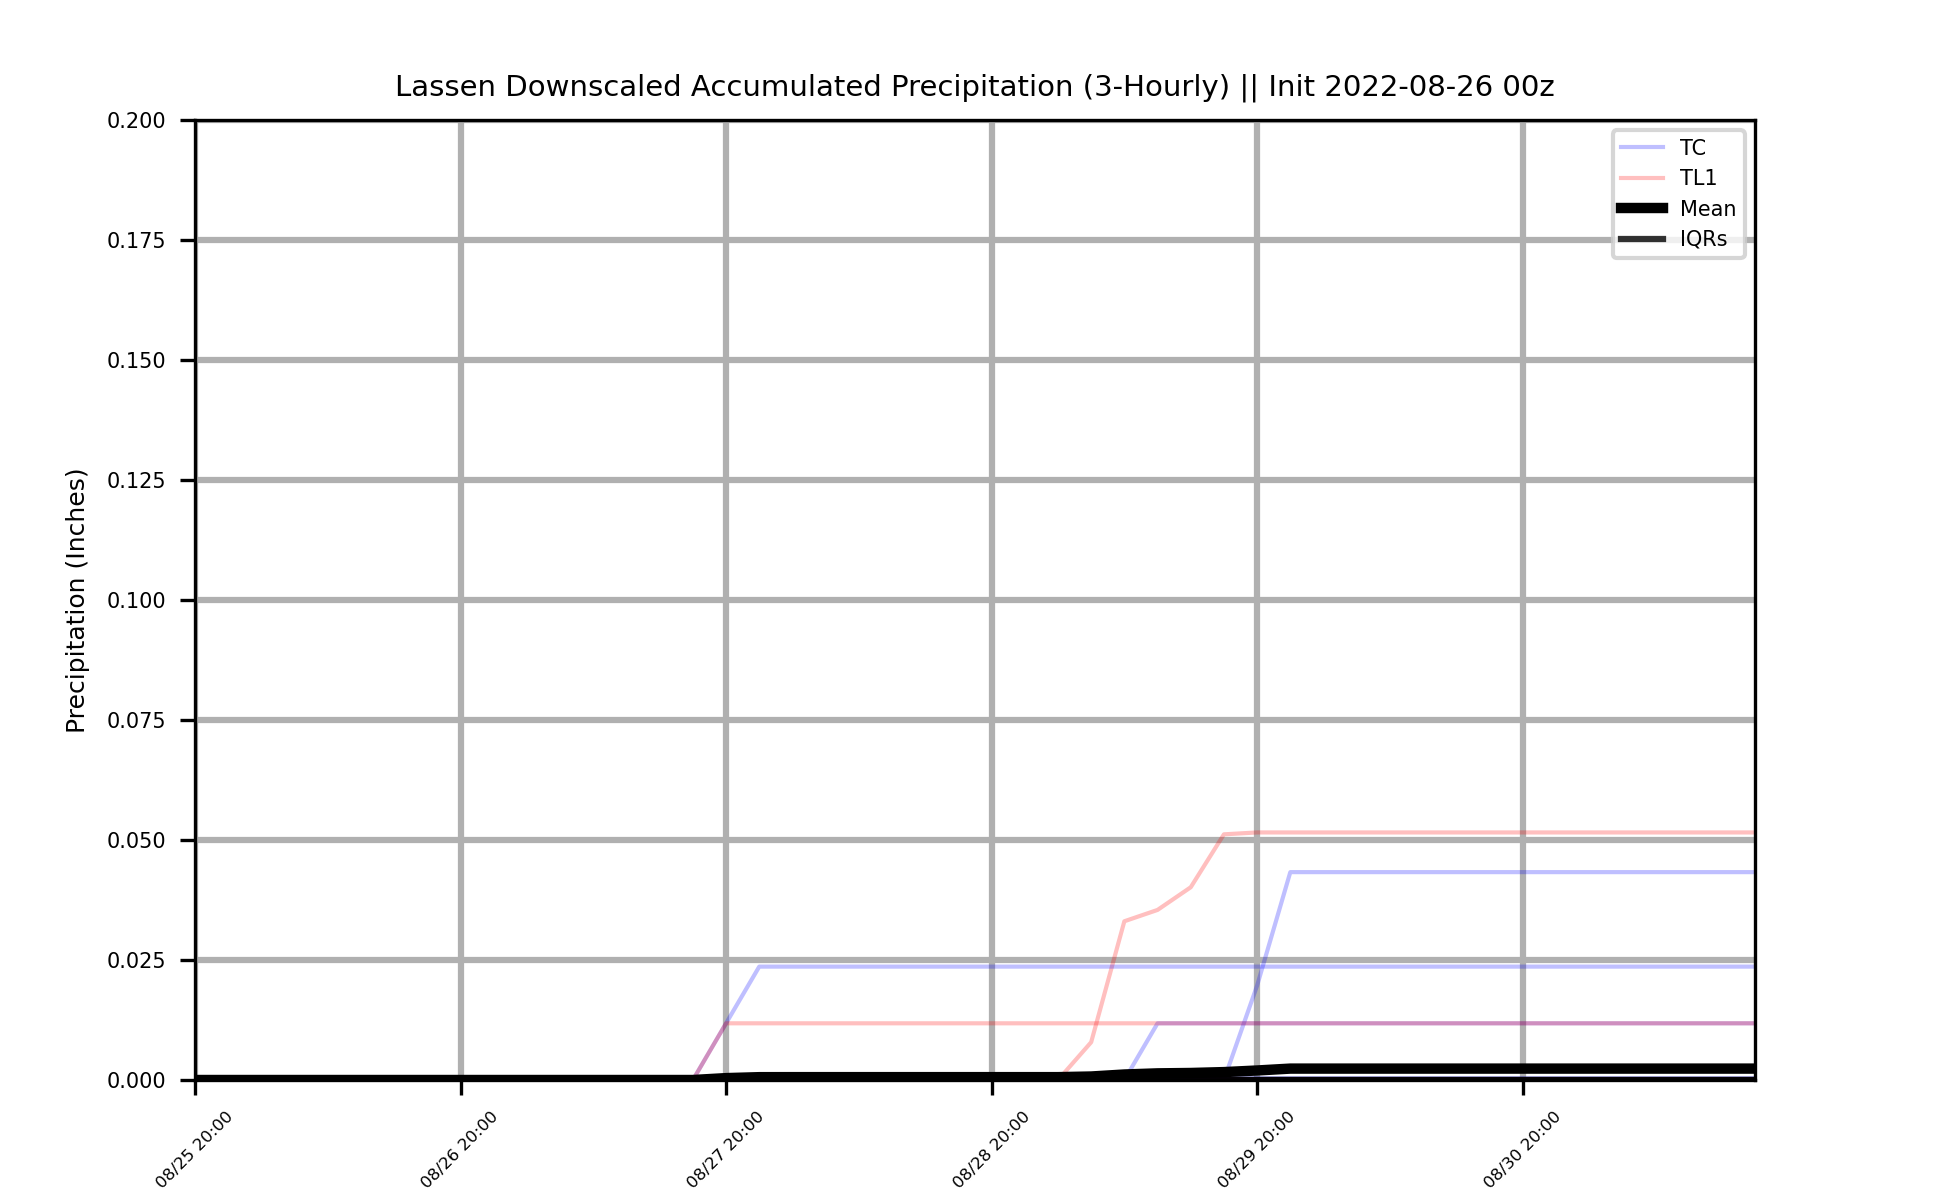 Lassen Downscaled Accumulated Precipitation (3-Hourly) || Init 2022-08-26 00z
0.200
0.175
0.150
0.125
0.100
0.075
0.050
0.025
0.000
Precipitation (Inches)
TC
TL1
Mean
IQRs
08/25 20:00
08/26 20:00
08/27 20:00
08/28 20:00
08/29 20:00
08/30 20:00